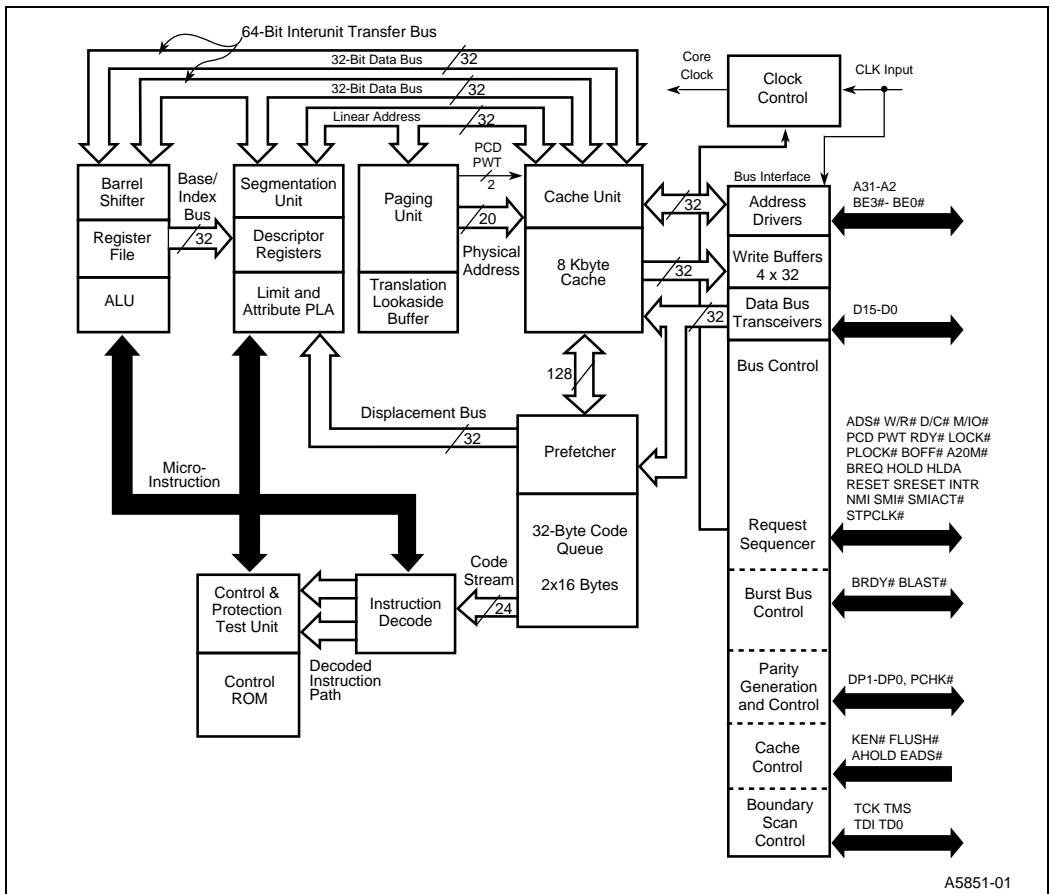 64-Bit Interunit Transfer Bus
32-Bit Data Bus
32
32-Bit Data Bus
32
Linear Address
32
Core
Clock
Clock
Control
CLK Input
Barrel
Shifter
Register
File
ALU
Base/
Index
Bus
32
Segmentation
Unit
Descriptor
Registers
Limit and
Attribute PLA
Paging
Unit
Translation
Lookaside
Buffer
PCD
PWT
2
20
Physical
Address
Cache Unit
8 Kbyte
Cache
32
32
32
128
Bus Interface
Address
Drivers
Write Buffers
4 x 32
Data Bus
Transceivers
Bus Control
Request
Sequencer
Burst Bus
Control
Parity
Generation
and Control
Cache
Control
Boundary
Scan
Control
A31-A2
BE3#- BE0#
D15-D0
ADS# W/R# D/C# M/IO#
PCD PWT RDY# LOCK#
PLOCK# BOFF# A20M#
BREQ HOLD HLDA
RESET SRESET INTR
NMI SMI# SMIACT#
STPCLK#
BRDY# BLAST#
DP1-DP0, PCHK#
KEN# FLUSH#
AHOLD EADS#
TCK TMS
TDI TD0
Displacement Bus
32
Prefetcher
32-Byte Code
Queue
2x16 Bytes
Micro-
Instruction
Code
Stream
24
Control &
Protection
Test Unit
Control
ROM
Instruction
Decode
Decoded
Instruction
Path
A5851-01